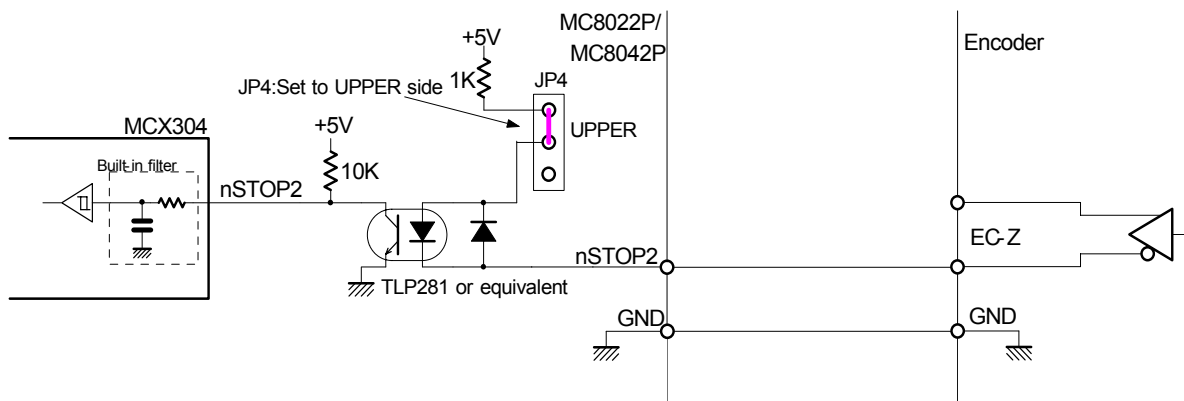 MC8022P/
MC8042P
+5V
Encoder
1K
JP4
JP4:Set to UPPER side
MCX304
+5V
UPPER
Built-in filter
10K
nSTOP2
EC-Z
nSTOP2
TLP281 or equivalent
GND
GND